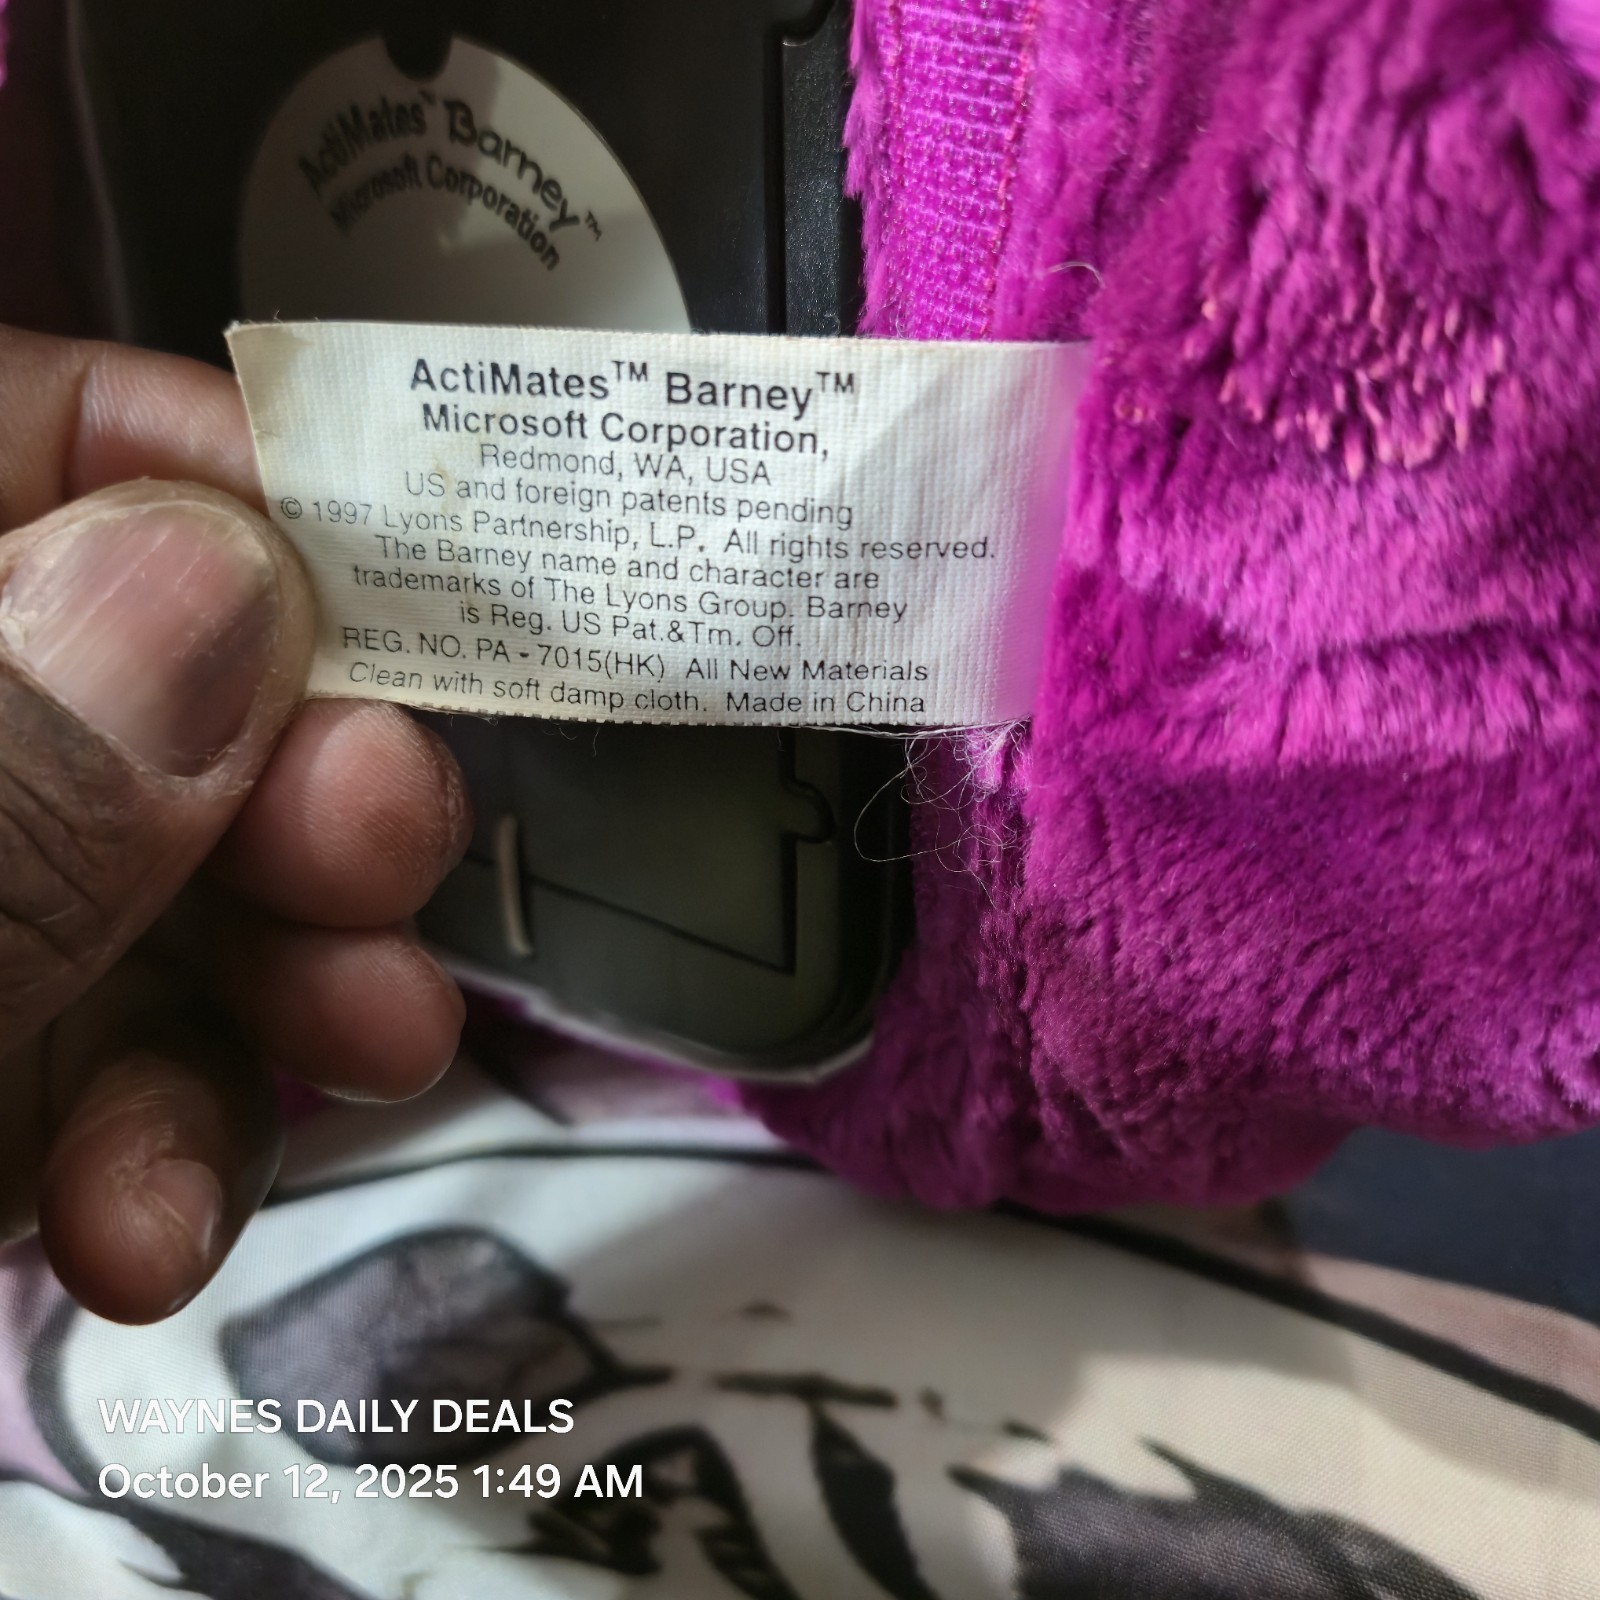 ActiMates™ Barney™
Microsoft Corporation
ActiMates™ Barney™
Microsoft Corporation,
Redmond, WA, USA
US and foreign patents pending
© 1997 Lyons Partnership, L.P. All rights reserved.
The Barney name and character are
trademarks of The Lyons Group. Barney
is Reg. US Pat.&Tm. Off.
REG. NO. PA - 7015(HK) All New Materials
Clean with soft damp cloth. Made in China
WAYNES DAILY DEALS
October 12, 2025 1:49 AM